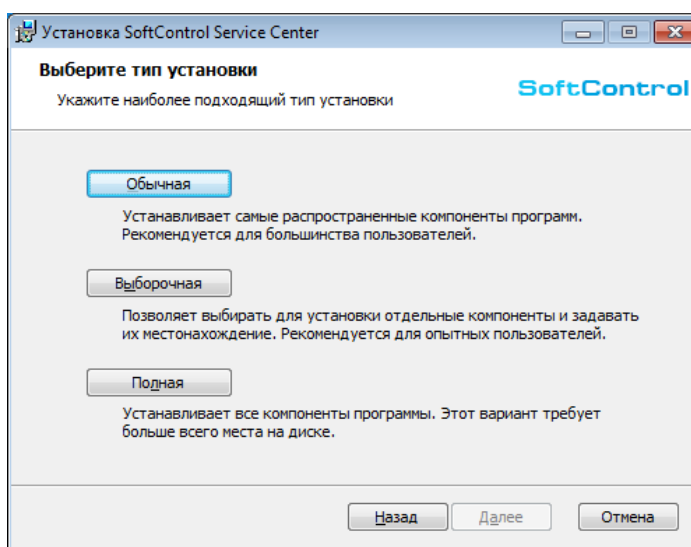 Установка SoftControl Service Center
Выберите тип установки
Укажите наиболее подходящий тип установки
SoftControl
Обычная
Устанавливает самые распространенные компоненты программ.
Рекомендуется для большинства пользователей.
Выборочная
Позволяет выбирать для установки отдельные компоненты и задавать
их местонахождение. Рекомендуется для опытных пользователей.
Полная
Устанавливает все компоненты программы. Этот вариант требует
больше всего места на диске.
Назад
Далее
Отмена